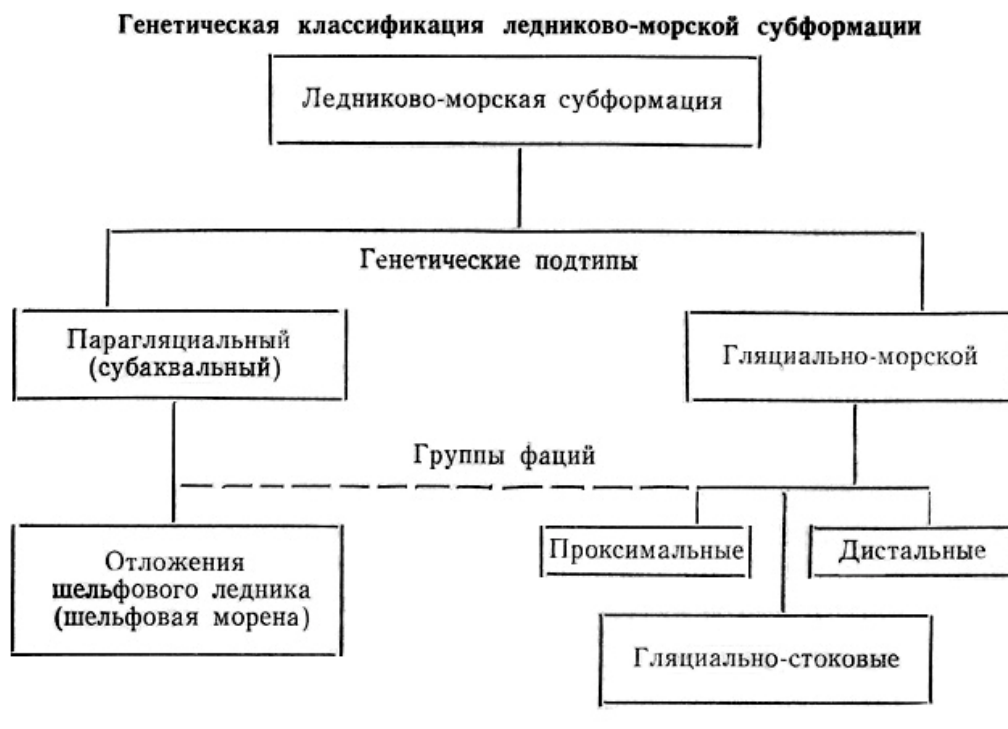 Генетическая классификация ледниково-морской субформации
Ледниково-морская субформация
Генетические подтипы
Парагляциальный
(субаквальный)
Гляциально-морской
Группы фаций
Отложения
шельфового ледника
(шельфовая морена)
Проксимальные
Дистальные
Гляциально-стоковые